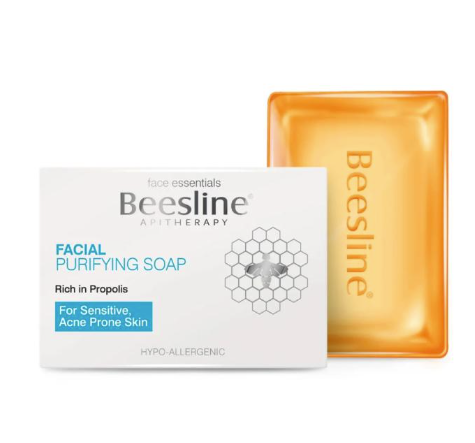 face essentials
Beesline®
APITHERAPY
FACIAL
PURIFYING SOAP
Rich in Propolis
For Sensitive,
Acne Prone Skin
HYPO-ALLERGENIC
Beesline®